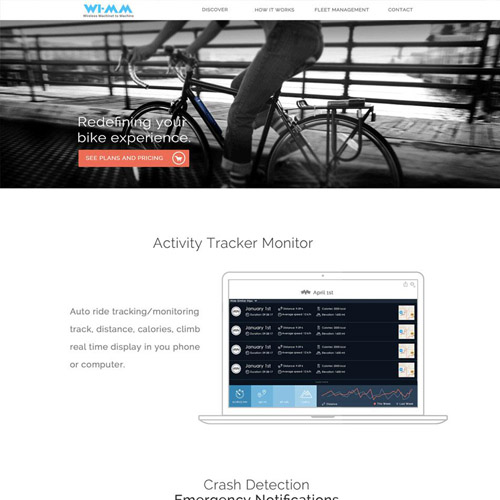 WI-MM
Wireless Machinet to Machine
DISCOVER HOW IT WORKS FLEET MANAGEMENT CONTACT
Redefining your
bike experience.
SEE PLANS AND PRICING
Activity Tracker Monitor
Auto ride tracking/monitoring
track, distance, calories, climb
real time display in you phone
or computer.
April 1st
January 1st
January 1st
January 1st
January 1st
Crash Detection
Emergency Notifications